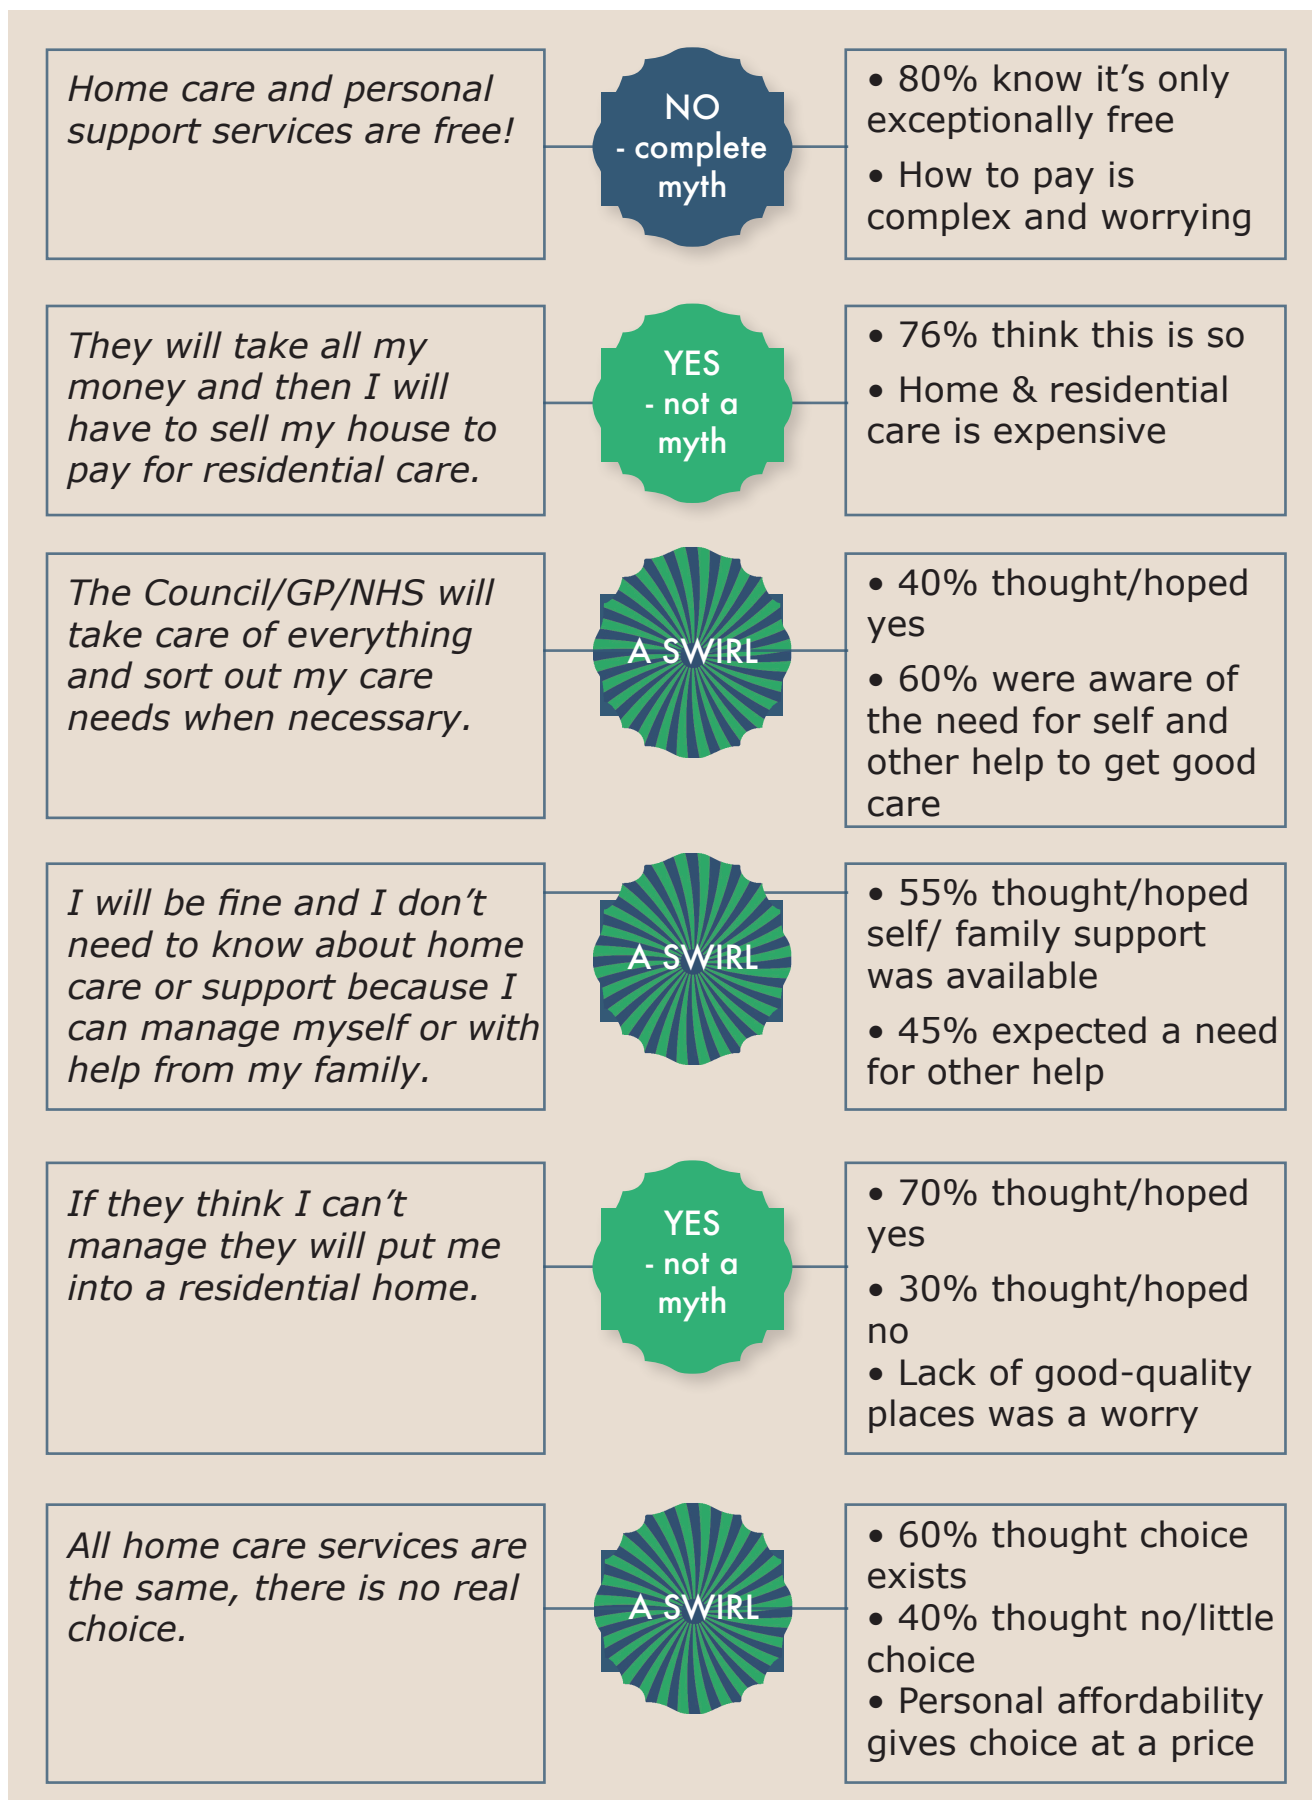 Home care and personal
support services are free!
NO
- complete
myth
• 80% know it’s only
exceptionally free
• How to pay is
complex and worrying
They will take all my
money and then I will
have to sell my house to
pay for residential care.
YES
- not a
myth
• 76% think this is so
• Home & residential
care is expensive
The Council/GP/NHS will
take care of everything
and sort out my care
needs when necessary.
A SWIRL
• 40% thought/hoped
yes
• 60% were aware of
the need for self and
other help to get good
care
I will be fine and I don’t
need to know about home
care or support because I
can manage myself or with
help from my family.
A SWIRL
• 55% thought/hoped
self/ family support
was available
• 45% expected a need
for other help
If they think I can’t
manage they will put me
into a residential home.
YES
- not a
myth
• 70% thought/hoped
yes
• 30% thought/hoped
no
• Lack of good-quality
places was a worry
All home care services are
the same, there is no real
choice.
A SWIRL
• 60% thought choice
exists
• 40% thought no/little
choice
• Personal affordability
gives choice at a price